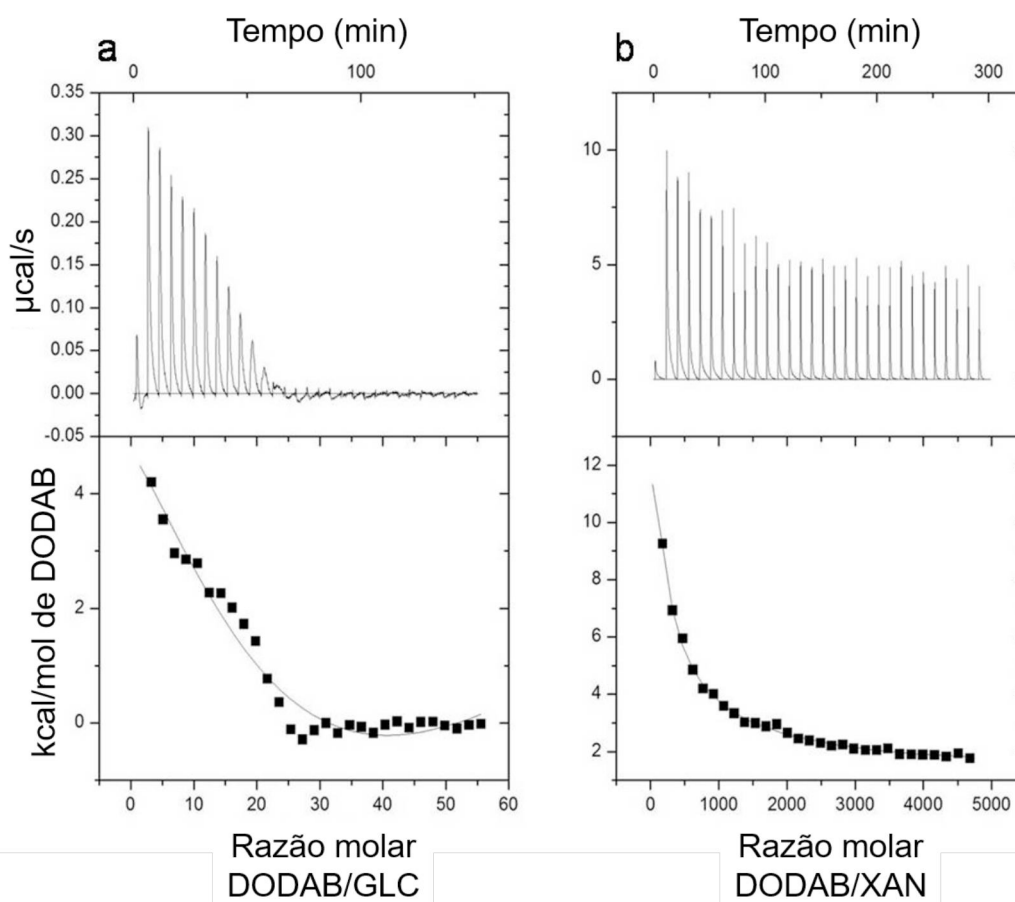 a
Tempo (min)
0 100
0.35
0.30
0.25
0.20
0.15
0.10
0.05
0.00
-0.05
µcal/s
4
2
0
kcal/mol de DODAB
0 10 20 30 40 50 60
Razão molar
DODAB/GLC
b
Tempo (min)
0 100 200 300
10
5
0
12
10
8
6
4
2
0 1000 2000 3000 4000 5000
Razão molar
DODAB/XAN